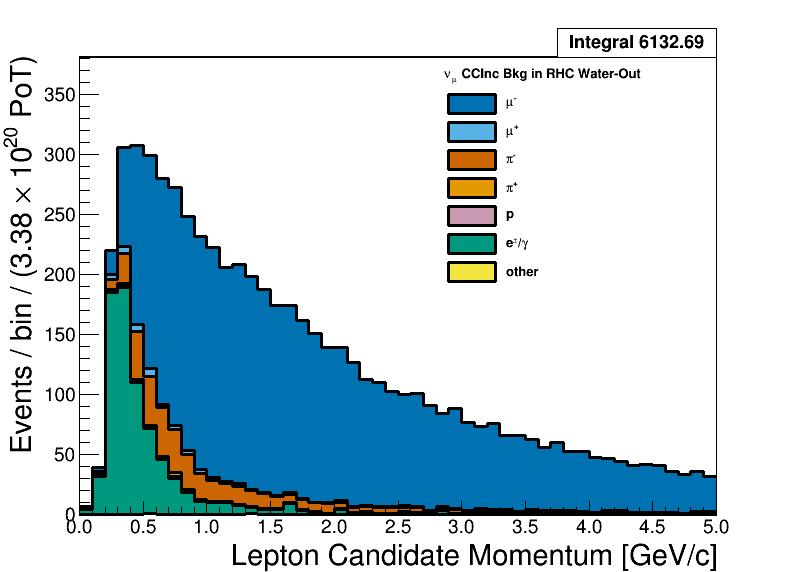 Integral 6132.69
ν_μ CCInc Bkg in RHC Water-Out
μ⁻
μ⁺
π⁻
π⁺
p
e^±/γ
other
Events / bin / (3.38 × 10²⁰ PoT)
350
300
250
200
150
100
50
0
0.0 0.5 1.0 1.5 2.0 2.5 3.0 3.5 4.0 4.5 5.0
Lepton Candidate Momentum [GeV/c]